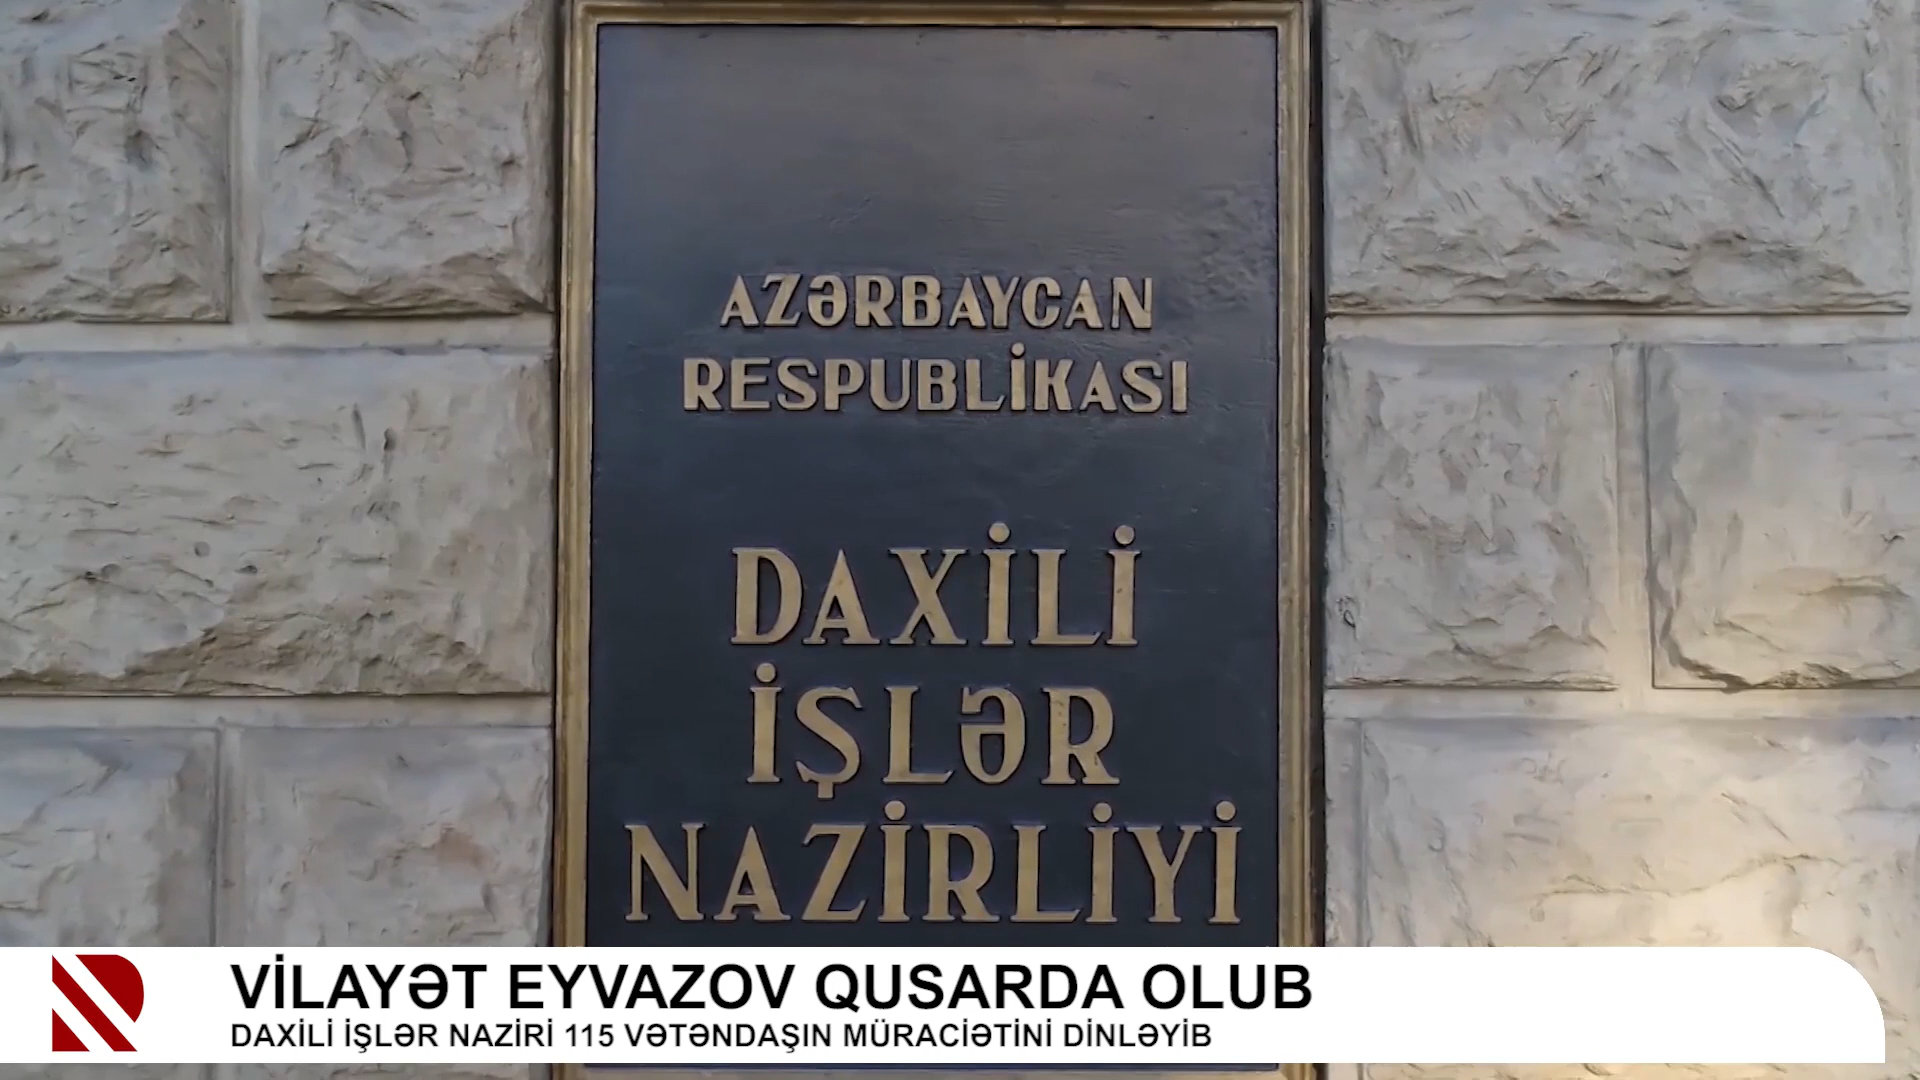 AZƏRBAYCAN
RESPUBLİKASI
DAXİLİ
İŞLƏR
NAZİRLİYİ
VİLAYƏT EYVAZOV QUSARDA OLUB
DAXİLİ İŞLƏR NAZİRİ 115 VƏTƏNDAŞIN MÜRACİƏTİNİ DİNLƏYİB